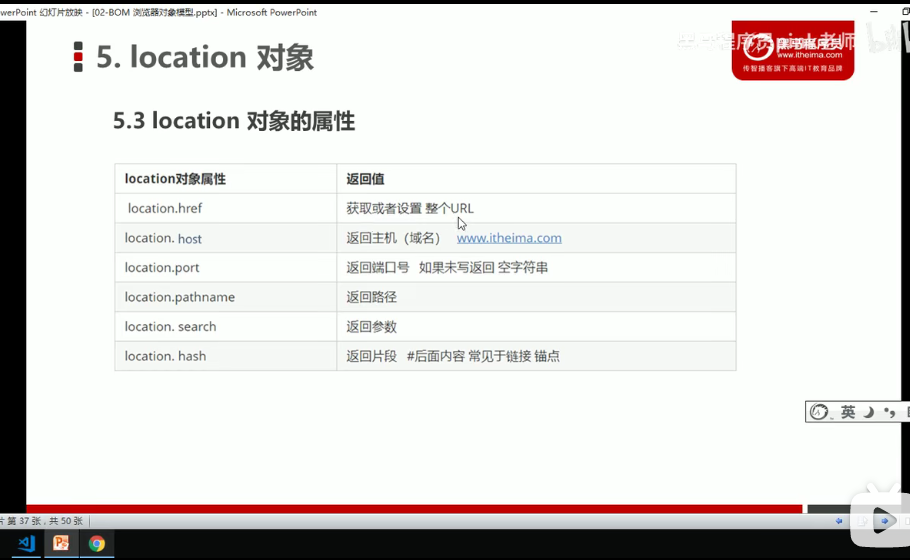 werPoint 幻灯片放映 - [02-BOM 浏览器对象模型.pptx] - Microsoft PowerPoint
5. location 对象
黑马程序员pink老师
www.itheima.com
传智播客旗下高端IT教育品牌
5.3 location 对象的属性
location对象属性 返回值
location.href 获取或者设置 整个URL
location. host 返回主机（域名） www.itheima.com
location.port 返回端口号 如果未写返回 空字符串
location.pathname 返回路径
location. search 返回参数
location. hash 返回片段 #后面内容 常见于链接 锚点
英
片 第 37 张 , 共 50 张